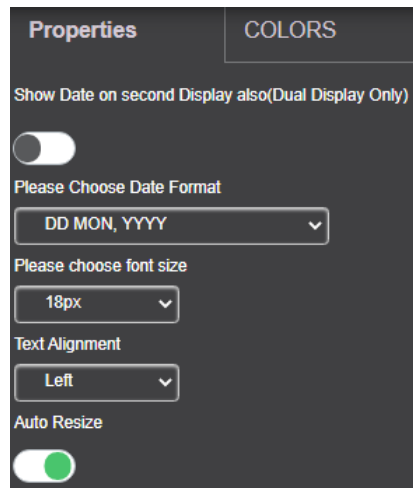 Properties COLORS
Show Date on second Display also(Dual Display Only)
Please Choose Date Format
DD MON, YYYY
Please choose font size
18px
Text Alignment
Left
Auto Resize